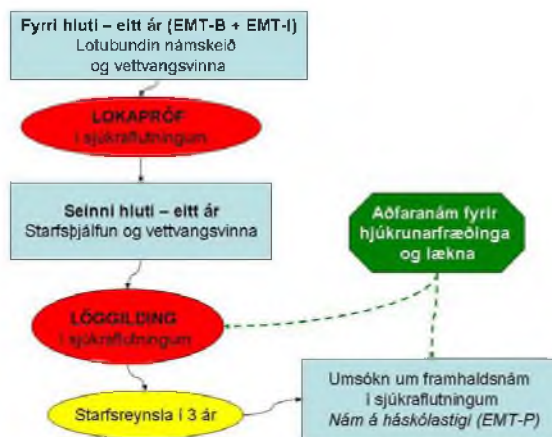 Fyrri hluti – eitt ár (EMT-B + EMT-I)
Lotubundin námskeið
og vettvangsvinna
LOKAPRÓF
í sjúkraflutningum
Seinni hluti – eitt ár
Starfsþjálfun og vettvangsvinna
Aðfaranám fyrir
hjúkrunarfræðinga
og lækna
LÖGGILDING
í sjúkraflutningum
Umsókn um framhaldsnám
í sjúkraflutningum
Nám á háskólastigi (EMT-P)
Starfsreynsla í 3 ár